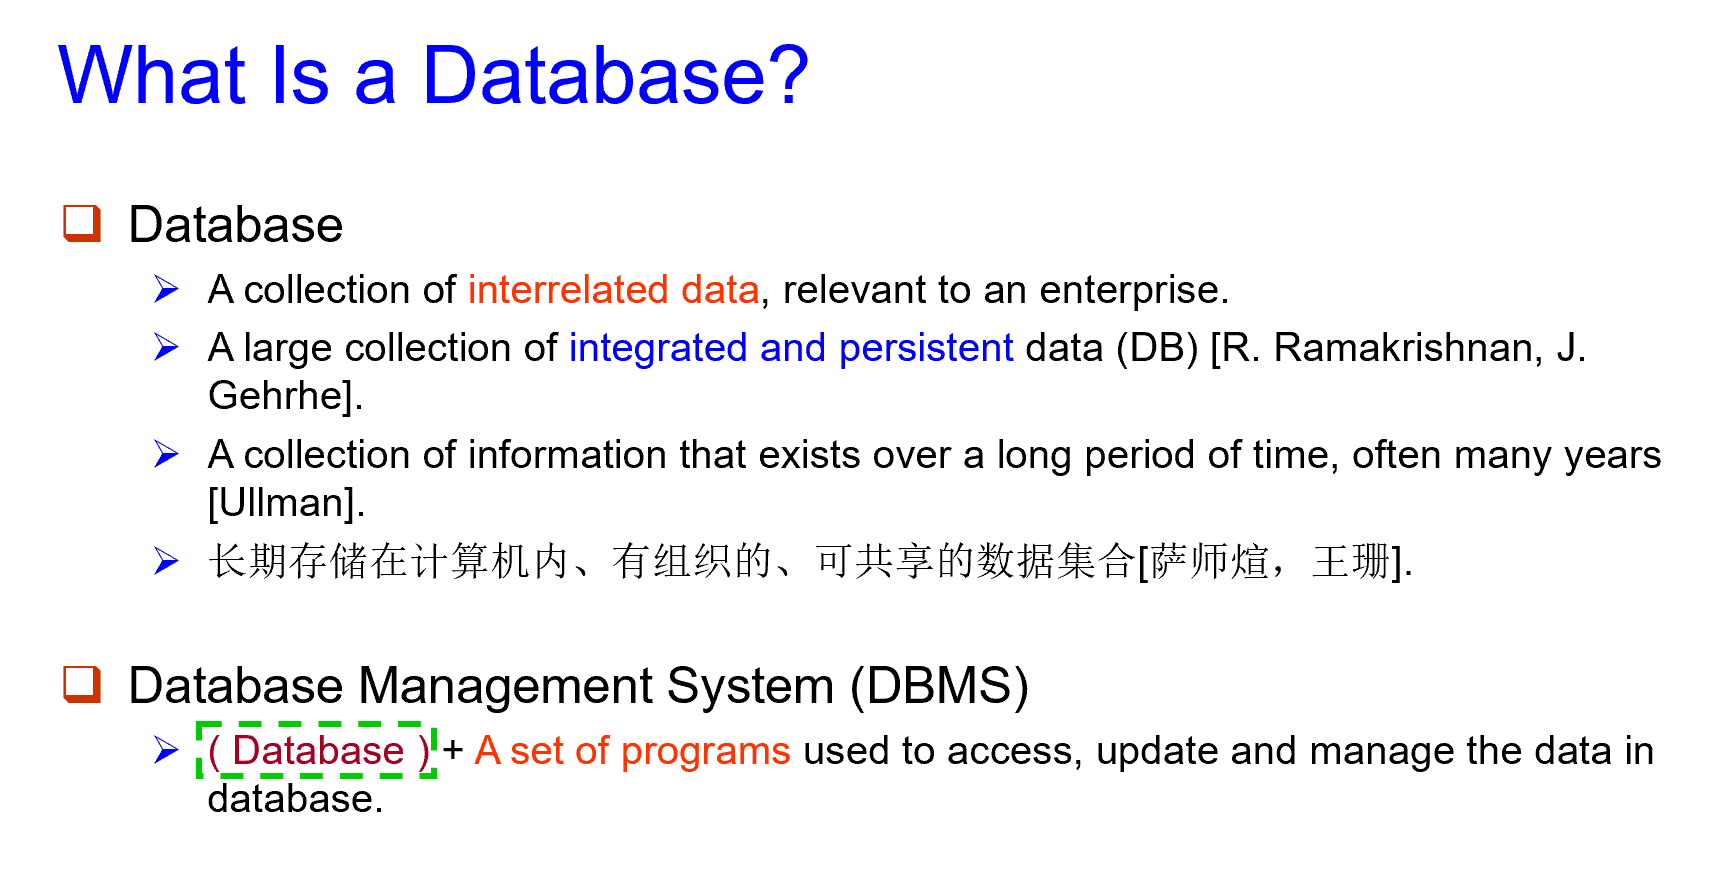 What Is a Database?
Database
A collection of interrelated data, relevant to an enterprise.
A large collection of integrated and persistent data (DB) [R. Ramakrishnan, J.
Gehrhe].
A collection of information that exists over a long period of time, often many years
[Ullman].
长期存储在计算机内、有组织的、可共享的数据集合[萨师煊，王珊].
Database Management System (DBMS)
( Database ) + A set of programs used to access, update and manage the data in
database.